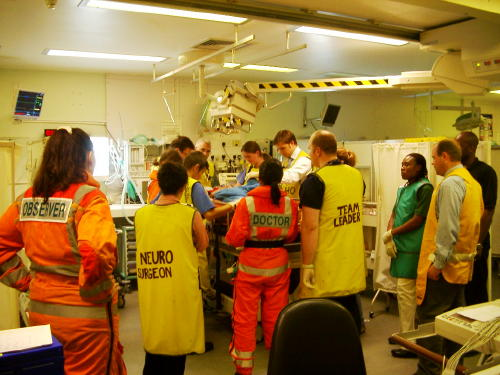 OBSERVER
NEURO
SURGEON
DOCTOR
TEAM
LEADER